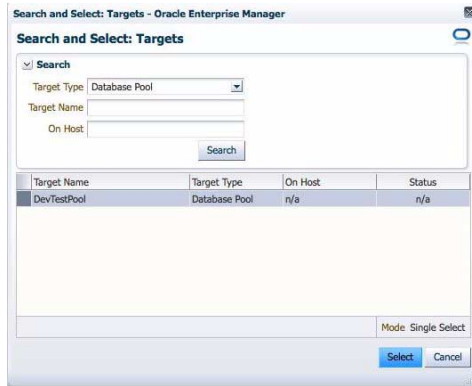 Search and Select: Targets - Oracle Enterprise Manager
Search and Select: Targets
Search
Target Type Database Pool
Target Name
On Host
Search
Target Name Target Type On Host Status
DevTestPool Database Pool n/a n/a
Mode Single Select
Select Cancel